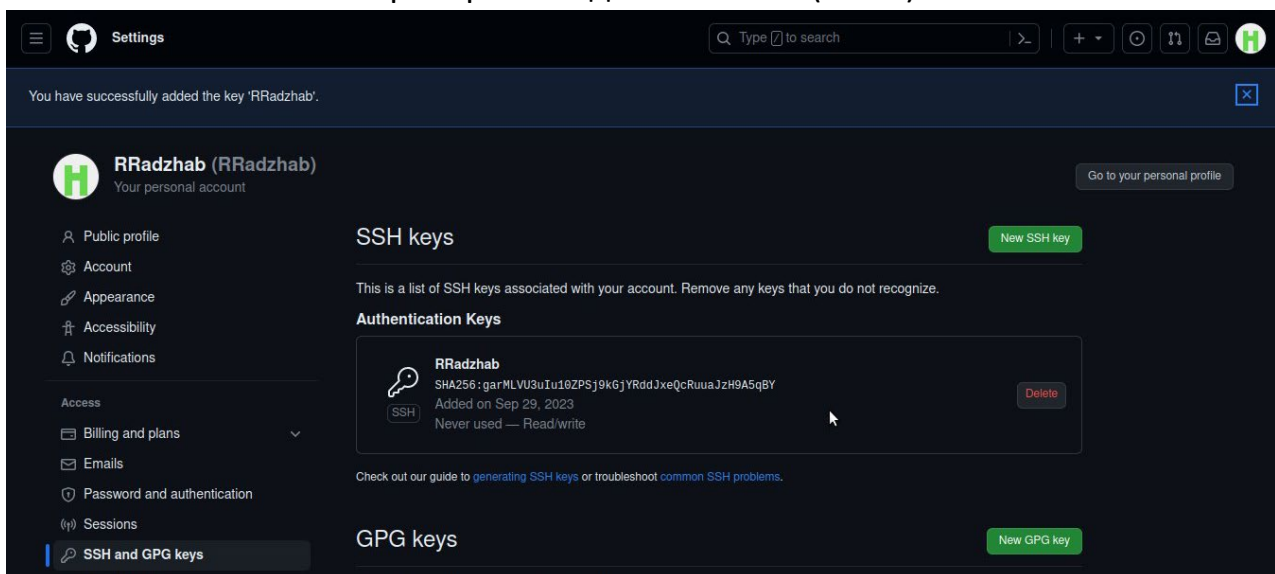 Settings
Type / to search
You have successfully added the key 'RRadzhab'.
RRadzhab (RRadzhab)
Your personal account
Go to your personal profile
Public profile
Account
Appearance
Accessibility
Notifications
Access
Billing and plans
Emails
Password and authentication
Sessions
SSH and GPG keys
SSH keys
New SSH key
This is a list of SSH keys associated with your account. Remove any keys that you do not recognize.
Authentication Keys
RRadzhab
SHA256:garMLVU3uIu10ZPSj9kGjYRddJxeQcRuuaJzH9A5qBY
SSH
Added on Sep 29, 2023
Never used — Read/write
Delete
Check out our guide to generating SSH keys or troubleshoot common SSH problems.
GPG keys
New GPG key